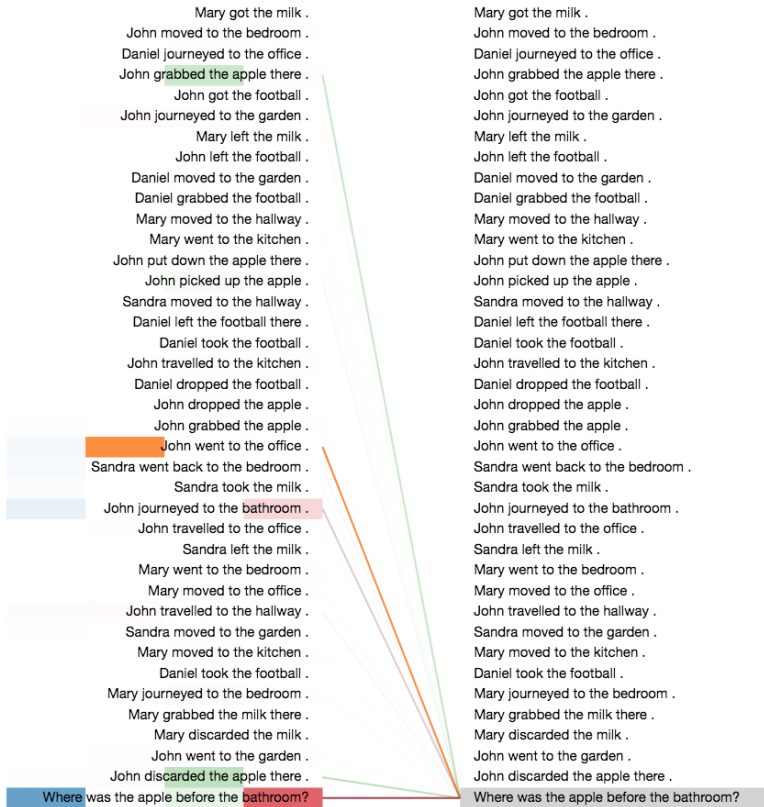 Mary got the milk .
John moved to the bedroom .
Daniel journeyed to the office .
John grabbed the apple there .
John got the football .
John journeyed to the garden .
Mary left the milk .
John left the football .
Daniel moved to the garden .
Daniel grabbed the football .
Mary moved to the hallway .
Mary went to the kitchen .
John put down the apple there .
John picked up the apple .
Sandra moved to the hallway .
Daniel left the football there .
Daniel took the football .
John travelled to the kitchen .
Daniel dropped the football .
John dropped the apple .
John grabbed the apple .
John went to the office .
Sandra went back to the bedroom .
Sandra took the milk .
John journeyed to the bathroom .
John travelled to the office .
Sandra left the milk .
Mary went to the bedroom .
Mary moved to the office .
John travelled to the hallway .
Sandra moved to the garden .
Mary moved to the kitchen .
Daniel took the football .
Mary journeyed to the bedroom .
Mary grabbed the milk there .
Mary discarded the milk .
John went to the garden .
John discarded the apple there .
Where was the apple before the bathroom?
Mary got the milk .
John moved to the bedroom .
Daniel journeyed to the office .
John grabbed the apple there .
John got the football .
John journeyed to the garden .
Mary left the milk .
John left the football .
Daniel moved to the garden .
Daniel grabbed the football .
Mary moved to the hallway .
Mary went to the kitchen .
John put down the apple there .
John picked up the apple .
Sandra moved to the hallway .
Daniel left the football there .
Daniel took the football .
John travelled to the kitchen .
Daniel dropped the football .
John dropped the apple .
John grabbed the apple .
John went to the office .
Sandra went back to the bedroom .
Sandra took the milk .
John journeyed to the bathroom .
John travelled to the office .
Sandra left the milk .
Mary went to the bedroom .
Mary moved to the office .
John travelled to the hallway .
Sandra moved to the garden .
Mary moved to the kitchen .
Daniel took the football .
Mary journeyed to the bedroom .
Mary grabbed the milk there .
Mary discarded the milk .
John went to the garden .
John discarded the apple there .
Where was the apple before the bathroom?